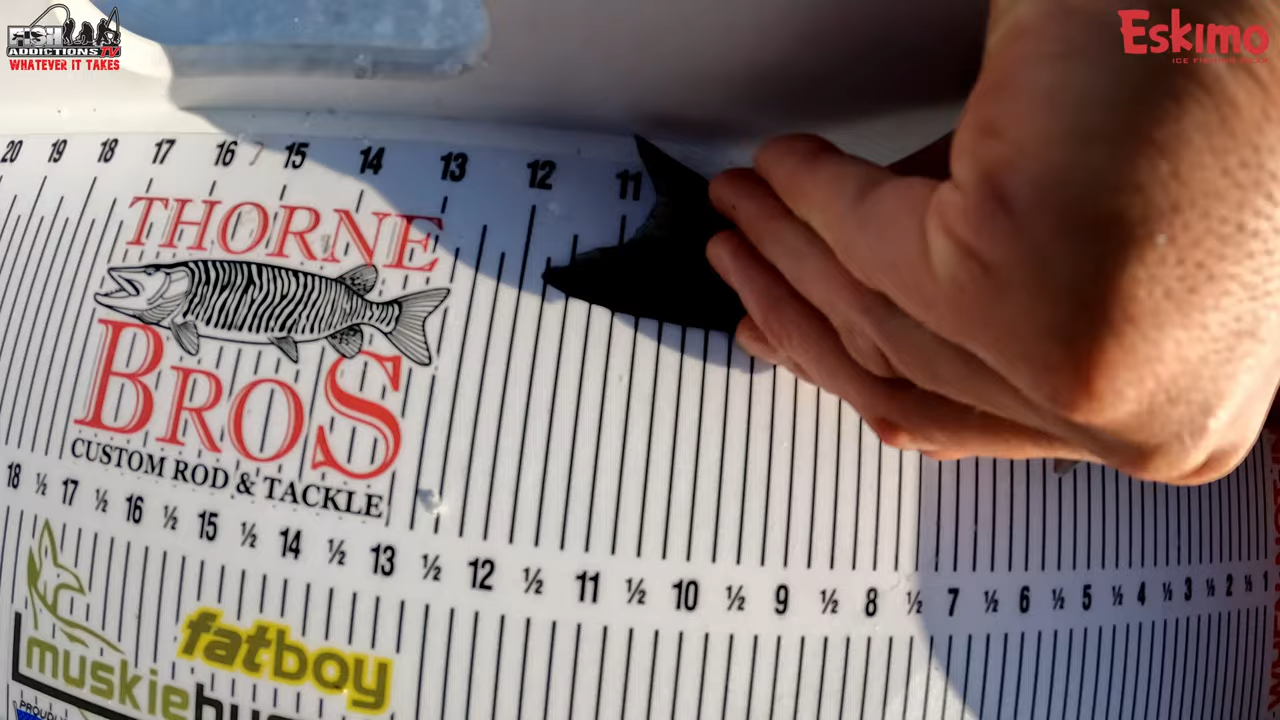 FISH
ADDICTIONS TV
WHATEVER IT TAKES
ESKIMO
20 19 18 17 16 15 14 13 12 11
THORNE
BROS
CUSTOM ROD & TACKLE
18 ½ 17 ½ 16 ½ 15 ½ 14 ½ 13 ½ 12 ½ 11 ½ 10 ½ 9 ½ 8 ½ 7 ½ 6 ½ 5 ½ 4 ½ 3 ½ 2 ½ 1
fatboy
muskie
PROUDLY